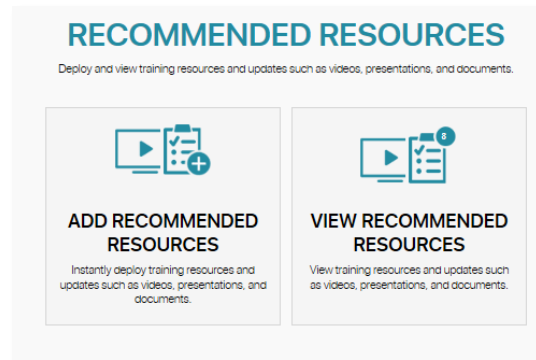 RECOMMENDED RESOURCES
Deploy and view training resources and updates such as videos, presentations, and documents.
ADD RECOMMENDED
RESOURCES
Instantly deploy training resources and
updates such as videos, presentations, and
documents.
8
VIEW RECOMMENDED
RESOURCES
View training resources and updates such
as videos, presentations, and documents.